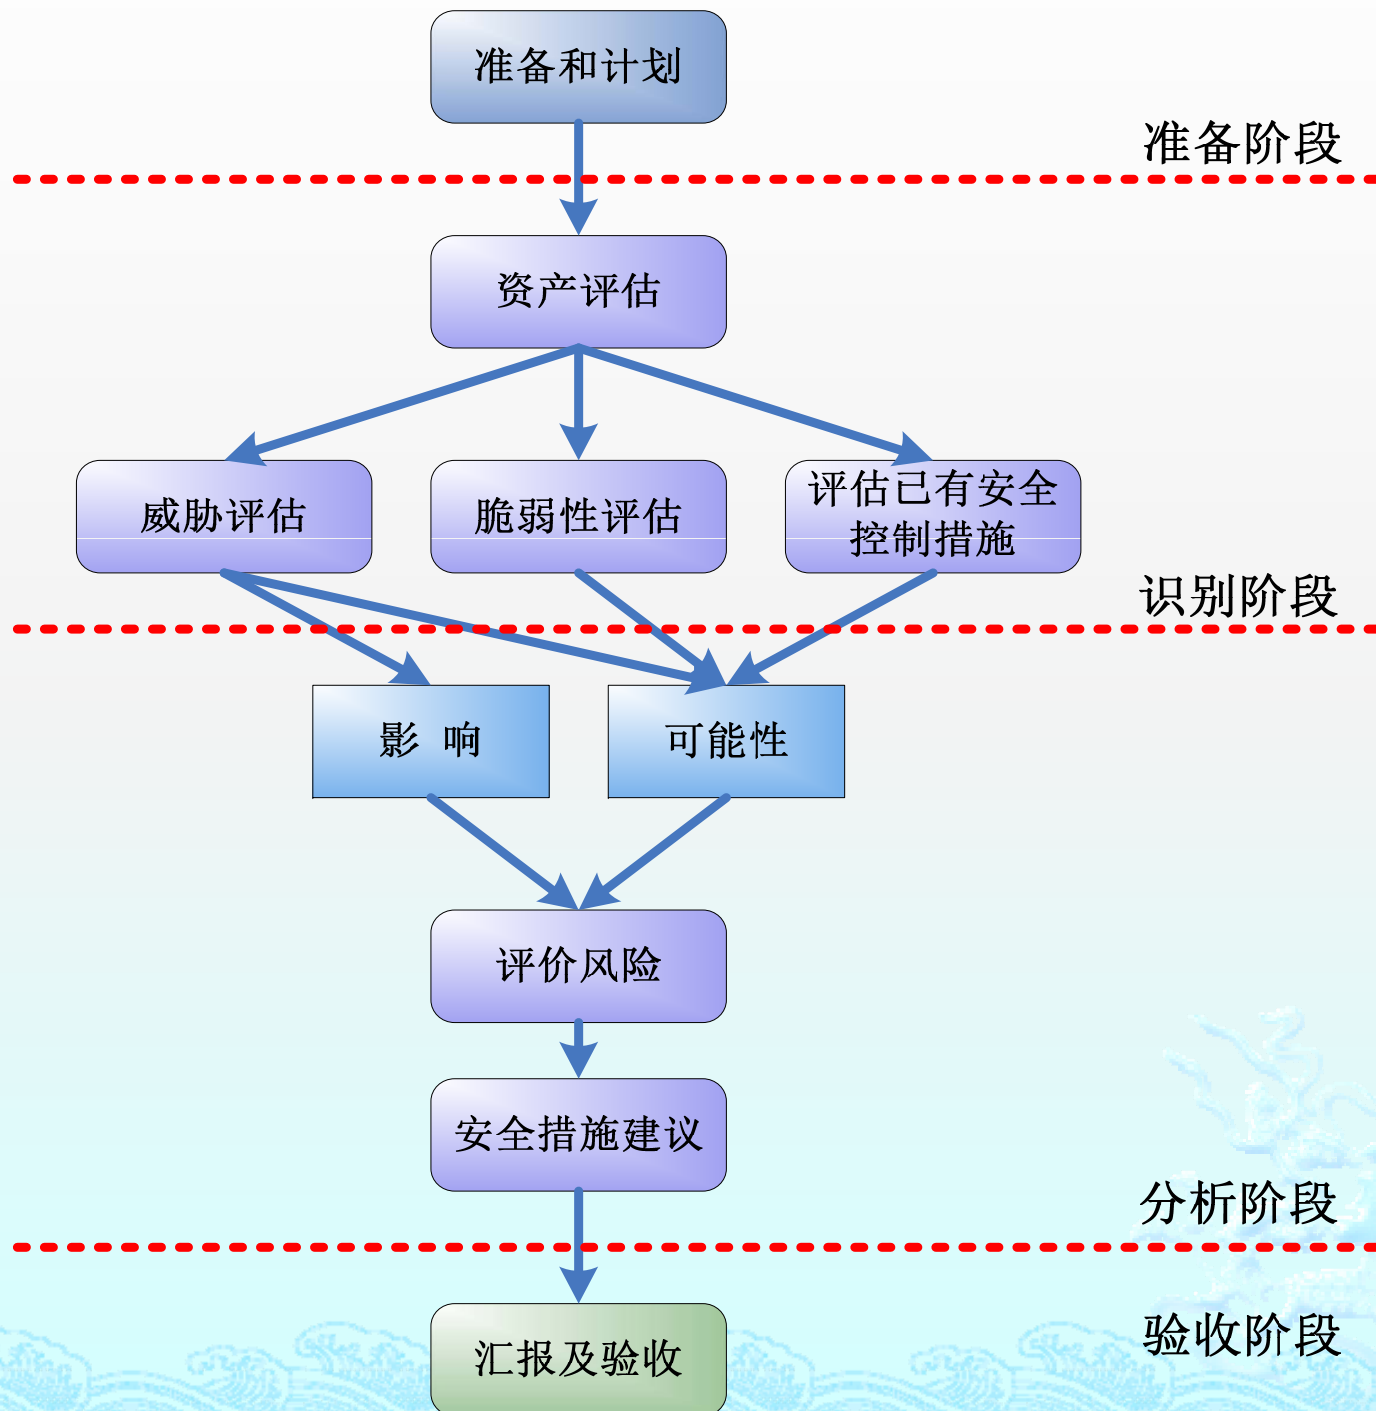 准备和计划
准备阶段
资产评估
威胁评估
脆弱性评估
评估已有安全
控制措施
识别阶段
影 响
可能性
评价风险
安全措施建议
分析阶段
汇报及验收
验收阶段